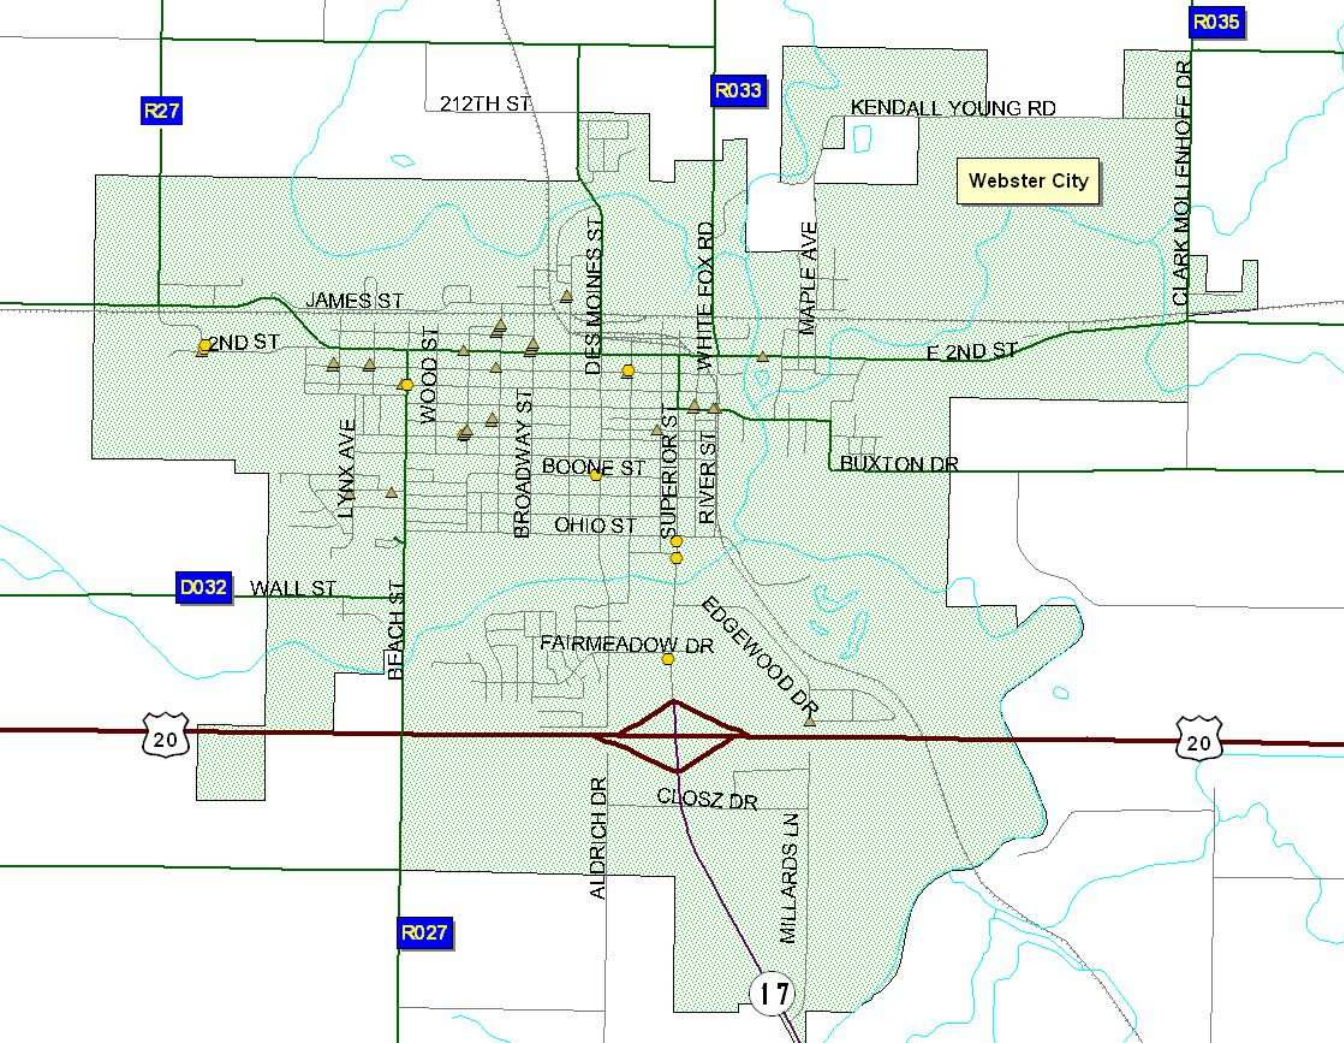 R035
R27
R033
212TH ST
KENDALL YOUNG RD
CLARK MOLLENHOFF DR
Webster City
DES MOINES ST
WHITE FOX RD
MAPLE AVE
JAMES ST
2ND ST
E 2ND ST
WOOD ST
LYNX AVE
BROADWAY ST
SUPERIOR ST
RIVER ST
BOONE ST
BUXTON DR
OHIO ST
D032
WALL ST
BEACH ST
FAIRMEADOW DR
EDGEWOOD DR
20
20
CLOSZ DR
ALDRICH DR
MILLARDS LN
R027
17